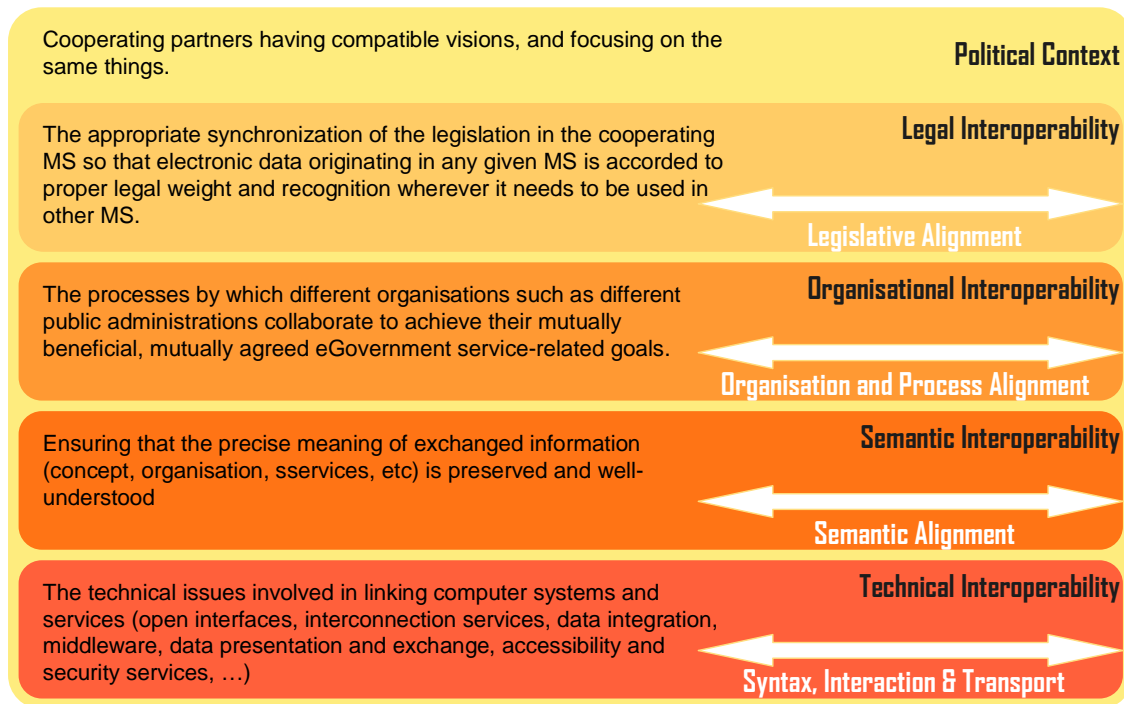 Cooperating partners having compatible visions, and focusing on the
same things.
Political Context
The appropriate synchronization of the legislation in the cooperating
MS so that electronic data originating in any given MS is accorded to
proper legal weight and recognition wherever it needs to be used in
other MS.
Legal Interoperability
Legislative Alignment
The processes by which different organisations such as different
public administrations collaborate to achieve their mutually
beneficial, mutually agreed eGovernment service-related goals.
Organisational Interoperability
Organisation and Process Alignment
Ensuring that the precise meaning of exchanged information
(concept, organisation, sservices, etc) is preserved and well-
understood
Semantic Interoperability
Semantic Alignment
The technical issues involved in linking computer systems and
services (open interfaces, interconnection services, data integration,
middleware, data presentation and exchange, accessibility and
security services, …)
Technical Interoperability
Syntax, Interaction & Transport